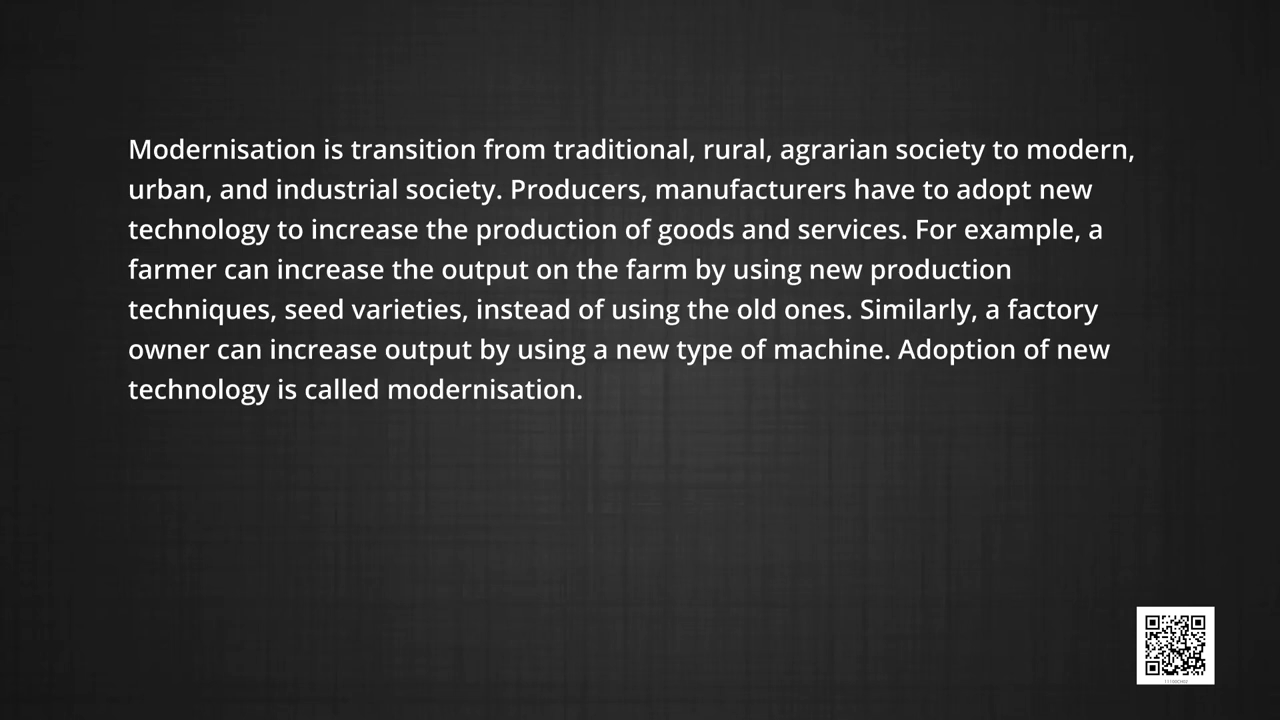 Modernisation is transition from traditional, rural, agrarian society to modern,
urban, and industrial society. Producers, manufacturers have to adopt new
technology to increase the production of goods and services. For example, a
farmer can increase the output on the farm by using new production
techniques, seed varieties, instead of using the old ones. Similarly, a factory
owner can increase output by using a new type of machine. Adoption of new
technology is called modernisation.